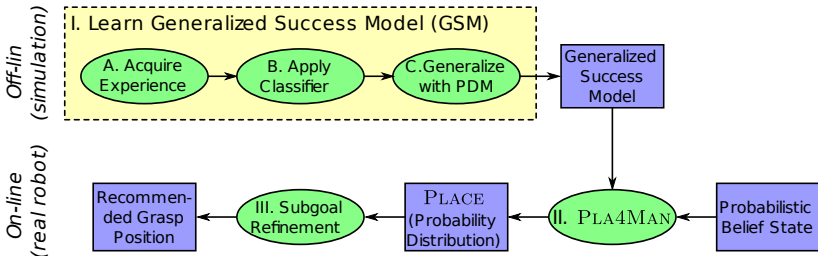 Off-lin
(simulation)
I. Learn Generalized Success Model (GSM)
A. Acquire
Experience
B. Apply
Classifier
C.Generalize
with PDM
Generalized
Success
Model
On-line
(real robot)
Recommen-
ded Grasp
Position
III. Subgoal
Refinement
PLACE
(Probability
Distribution)
II. PLA4MAN
Probabilistic
Belief State